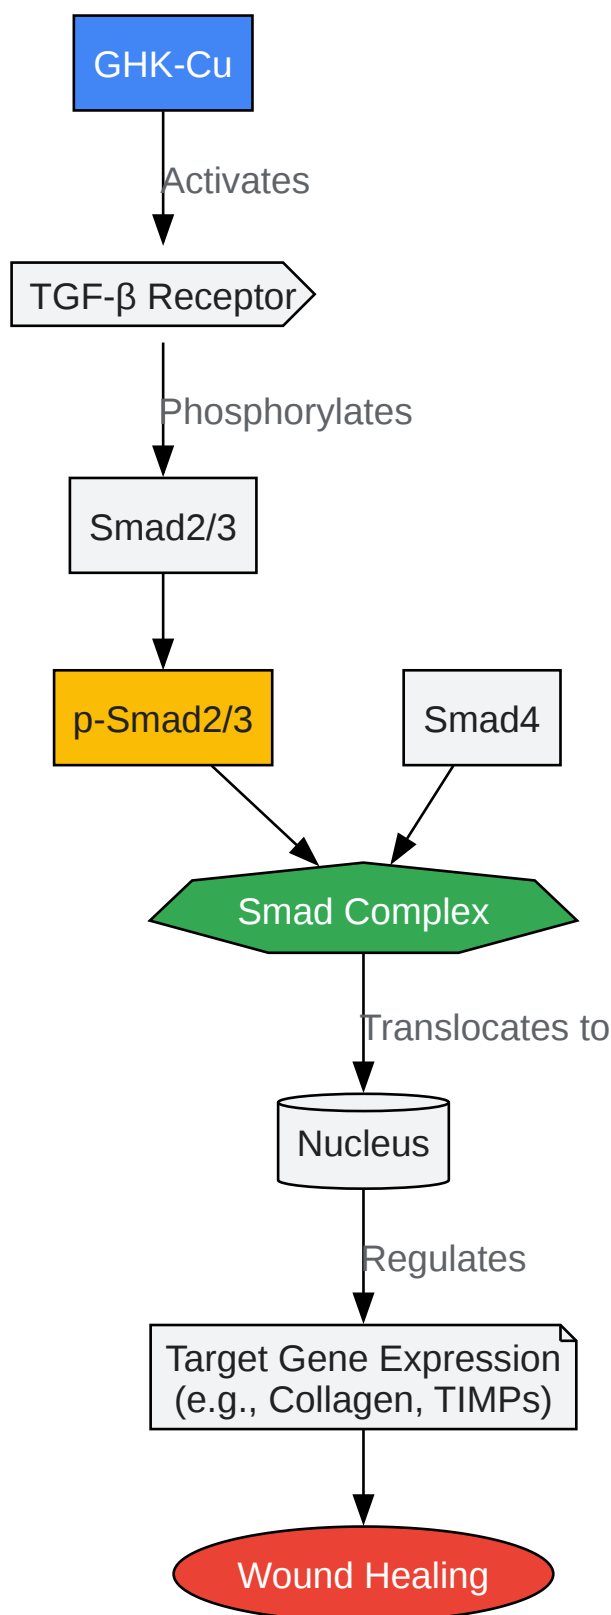 GHK-Cu
Activates
TGF-β Receptor
Phosphorylates
Smad2/3
p-Smad2/3
Smad4
Smad Complex
Translocates to
Nucleus
Regulates
Target Gene Expression
(e.g., Collagen, TIMPs)
Wound Healing